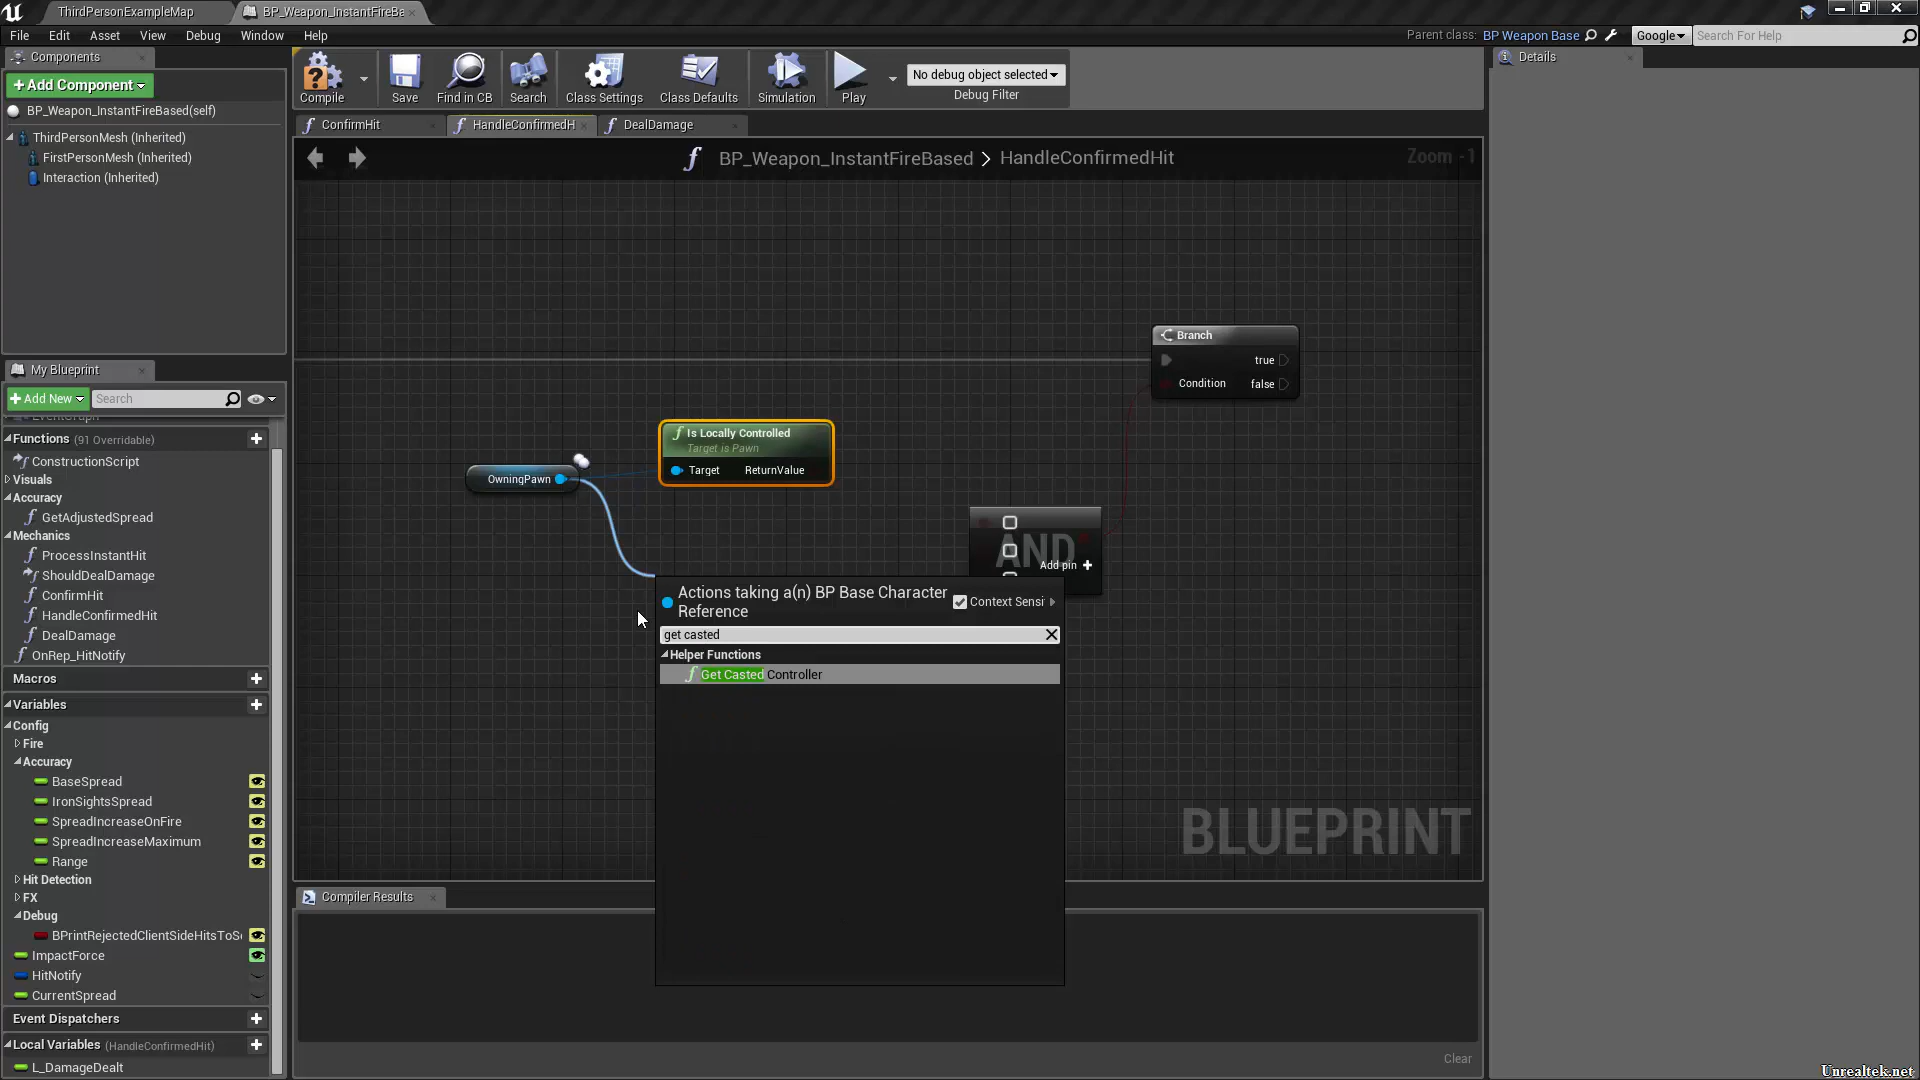 ThirdPersonExampleMap
BP_Weapon_InstantFireBa
File Edit Asset View Debug Window Help
Parent class: BP Weapon Base
Google
Search For Help
Components
+Add Component
BP_Weapon_InstantFireBased(self)
ThirdPersonMesh (Inherited)
FirstPersonMesh (Inherited)
Interaction (Inherited)
Compile
Save
Find in CB
Search
Class Settings
Class Defaults
Simulation
Play
No debug object selected
Debug Filter
Details
ConfirmHit
HandleConfirmedH
DealDamage
BP_Weapon_InstantFireBased > HandleConfirmedHit
Zoom -1
My Blueprint
+Add New
Search
EventGraph
Functions (91 Overridable)
ConstructionScript
Visuals
Accuracy
GetAdjustedSpread
Mechanics
ProcessInstantHit
ShouldDealDamage
ConfirmHit
HandleConfirmedHit
DealDamage
OnRep_HitNotify
Macros
Variables
Config
Fire
Accuracy
BaseSpread
IronSightsSpread
SpreadIncreaseOnFire
SpreadIncreaseMaximum
Range
Hit Detection
FX
Debug
BPrintRejectedClientSideHitsToS
ImpactForce
HitNotify
CurrentSpread
Event Dispatchers
Local Variables (HandleConfirmedHit)
L_DamageDealt
Branch
true
Condition false
Is Locally Controlled
Target is Pawn
Target ReturnValue
OwningPawn
AND
Add pin +
Actions taking a(n) BP Base Character
Reference
Context Sensi
get casted
Helper Functions
Get Casted Controller
BLUEPRINT
Compiler Results
Clear
Unrealtek.net